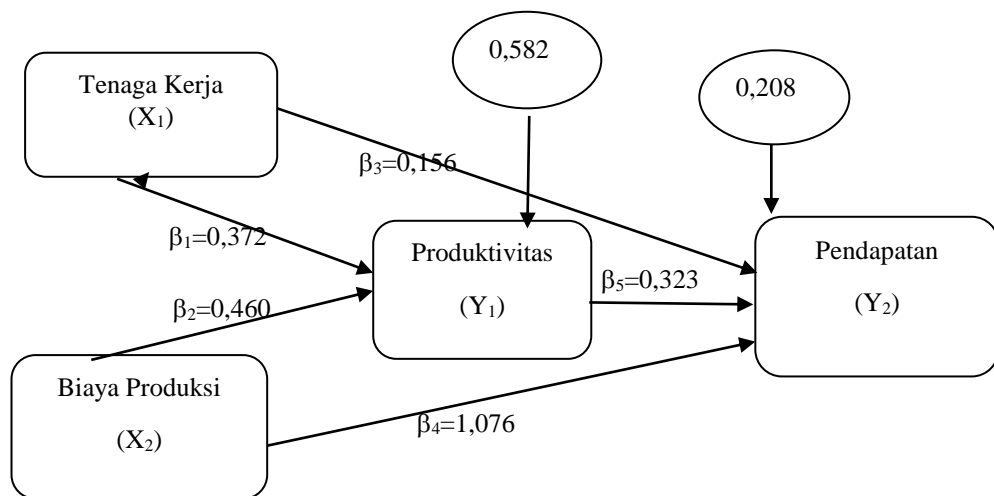 0,582
0,208
Tenaga Kerja
(X₁)
β₃=0,156
β₁=0,372
Produktivitas
(Y₁)
β₅=0,323
Pendapatan
(Y₂)
β₂=0,460
Biaya Produksi
(X₂)
β₄=1,076